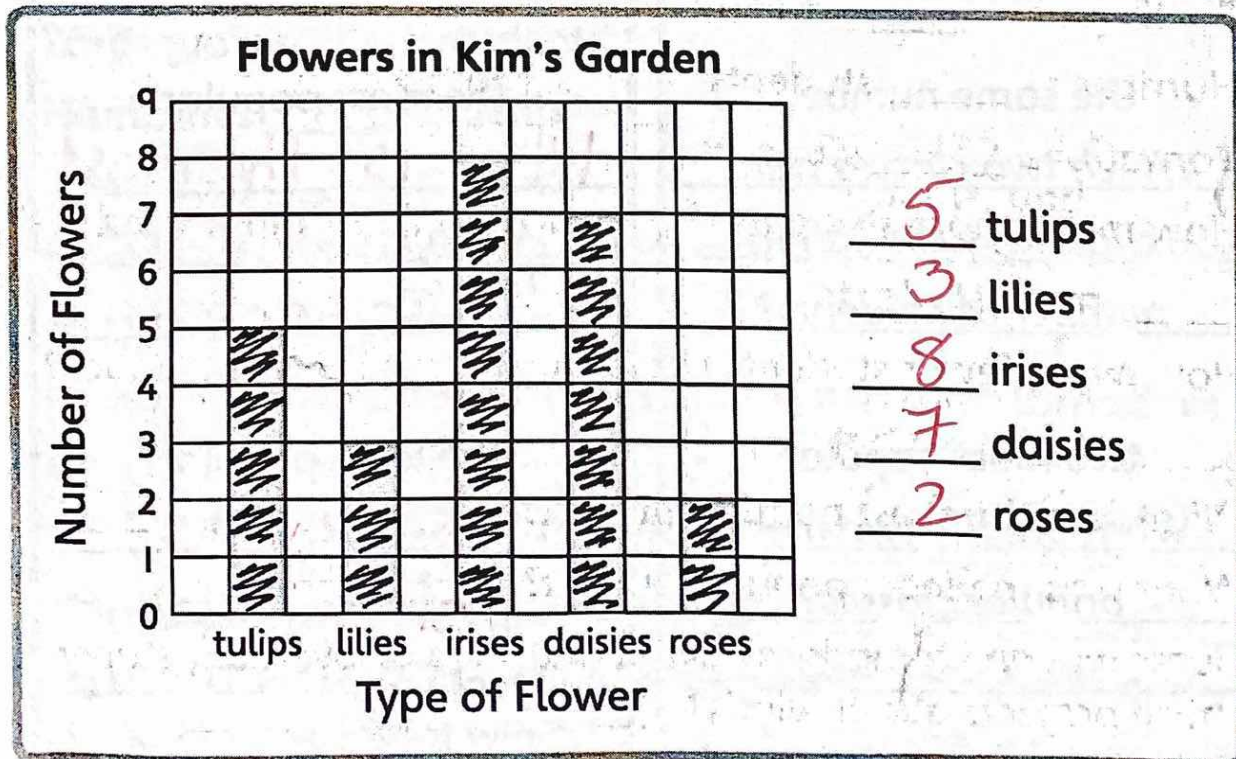 Flowers in Kim's Garden
Number of Flowers
9
8
7
6
5
4
3
2
1
0
tulips lilies irises daisies roses
Type of Flower
5 tulips
3 lilies
8 irises
7 daisies
2 roses